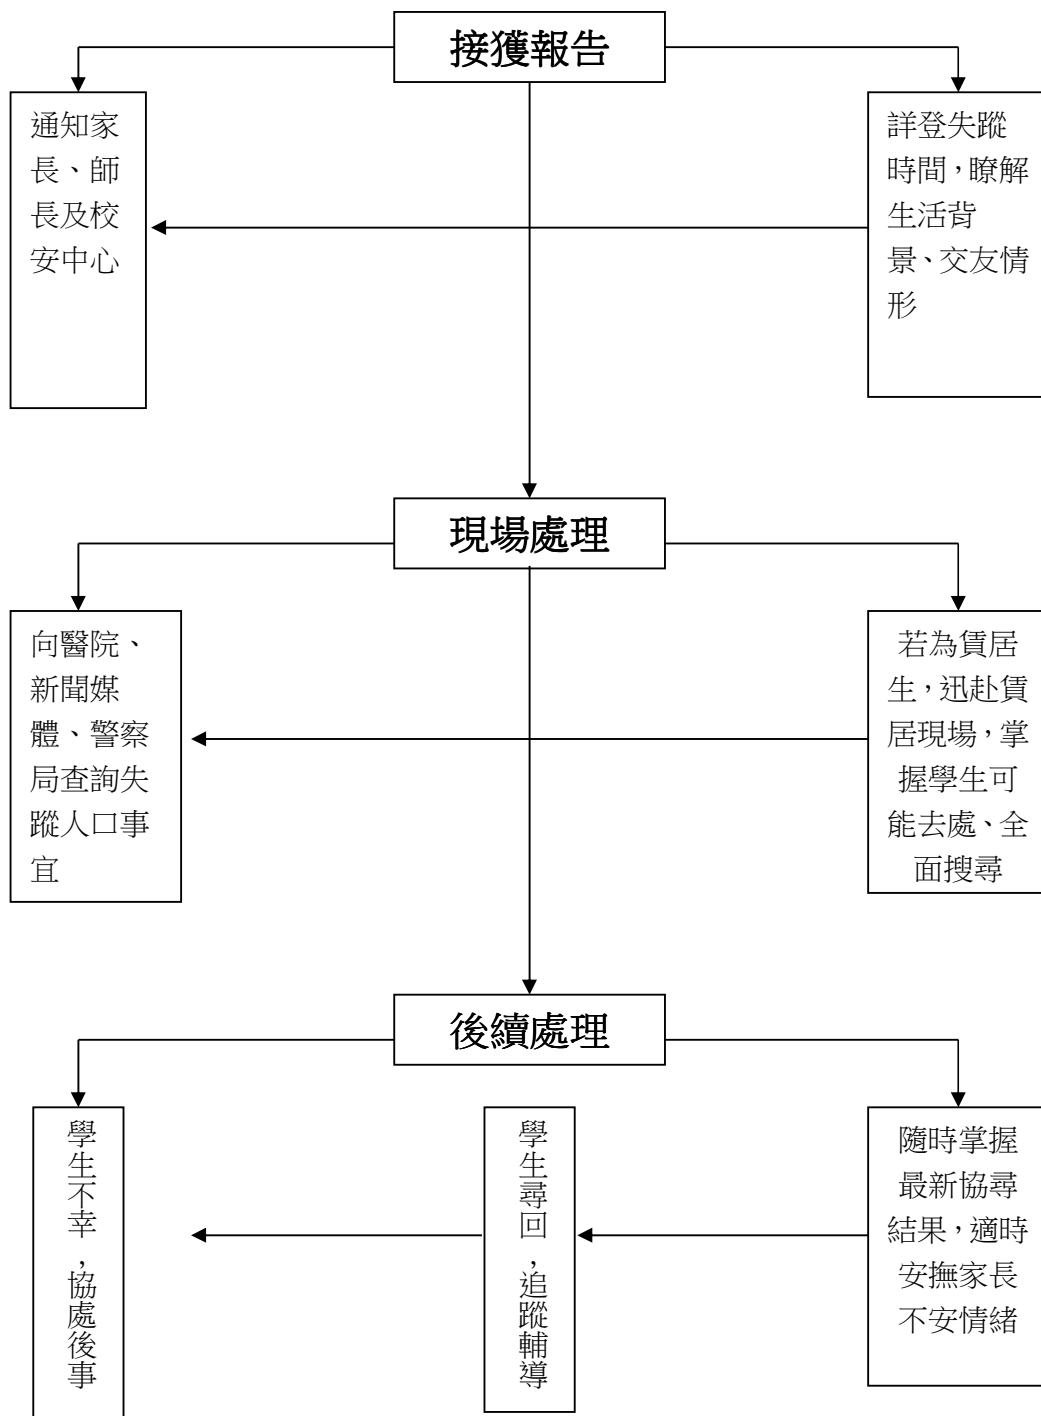 接獲報告
通知家
長、師
長及校
安中心
詳登失蹤
時間，瞭解
生活背
景、交友情
形
現場處理
向醫院、
新聞媒
體、警察
局查詢失
蹤人口事
宜
若為賃居
生，迅赴賃
居現場，掌
握學生可
能去處、全
面搜尋
後續處理
學生不幸，協處後事
學生尋回，追蹤輔導
隨時掌握
最新協尋
結果，適時
安撫家長
不安情緒